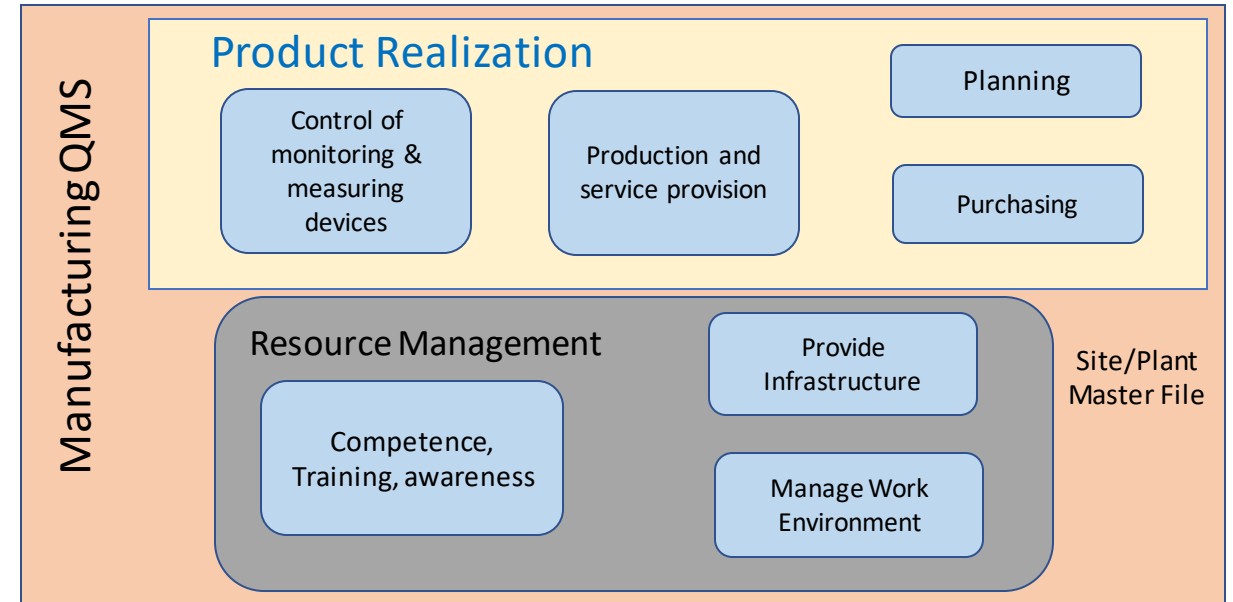 Manufacturing QMS
Product Realization
Control of
monitoring &
measuring
devices
Production and
service provision
Planning
Purchasing
Resource Management
Competence,
Training, awareness
Provide
Infrastructure
Manage Work
Environment
Site/Plant
Master File